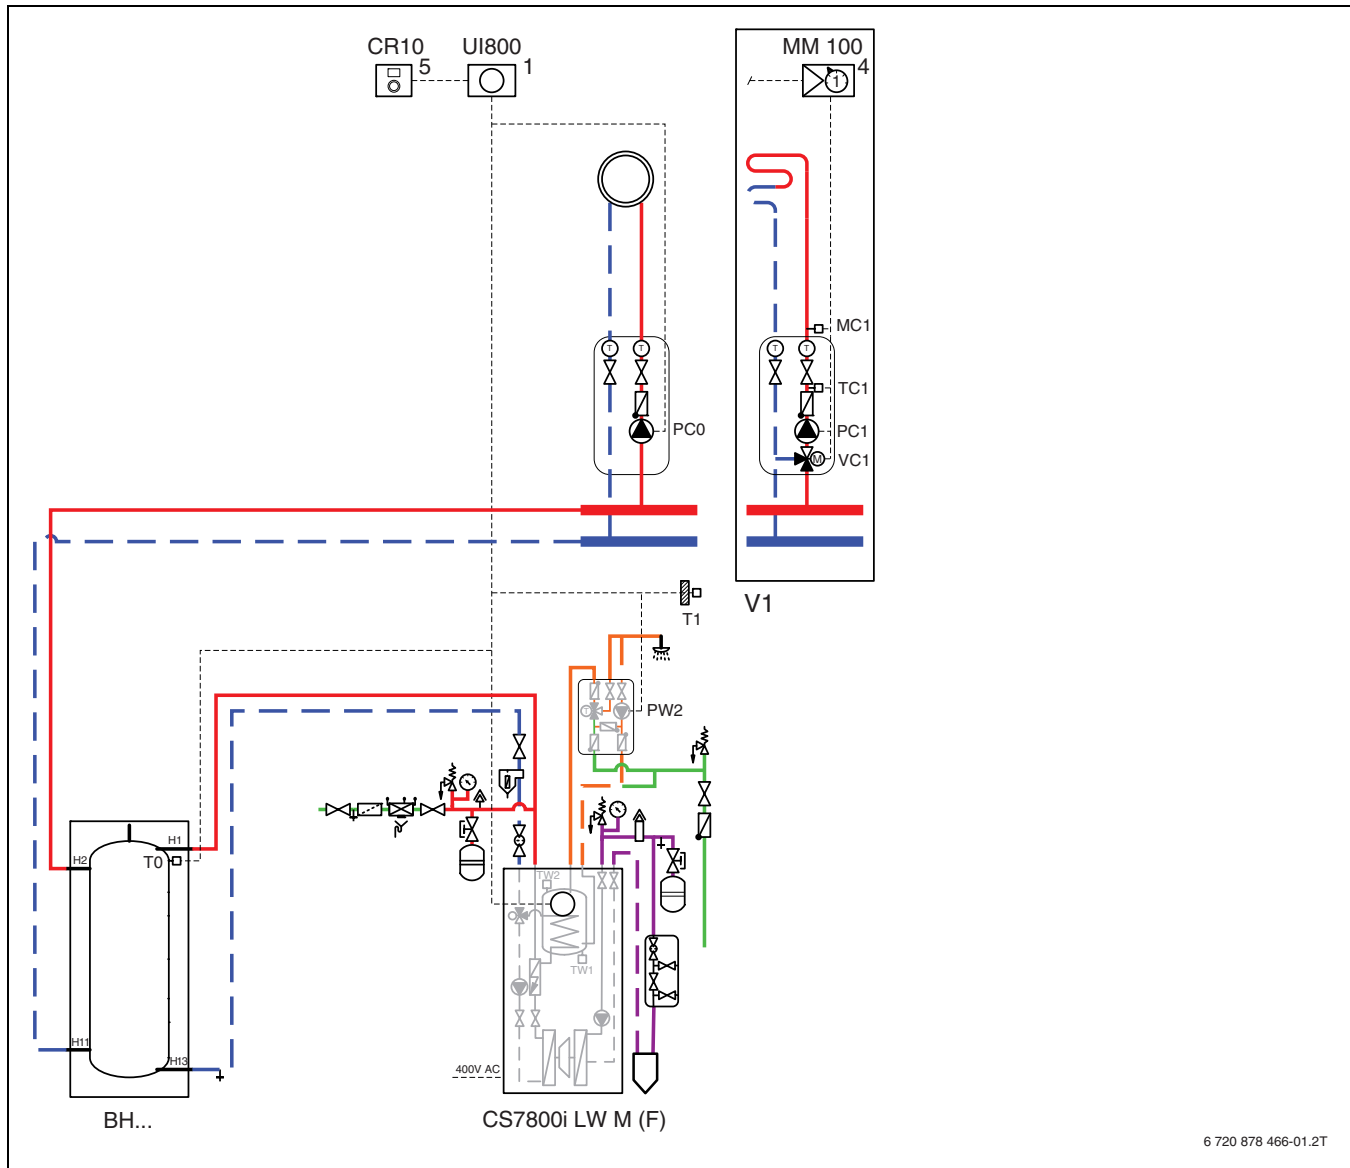 CR10
5
UI800
1
MM 100
4
1
T
T
T
T
MC1
TC1
PC0
PC1
M
VC1
V1
T1
T
PW2
H1
T0
H2
TW2
TW1
H11
H13
400V AC
BH...
CS7800i LW M (F)
6 720 878 466-01.2T